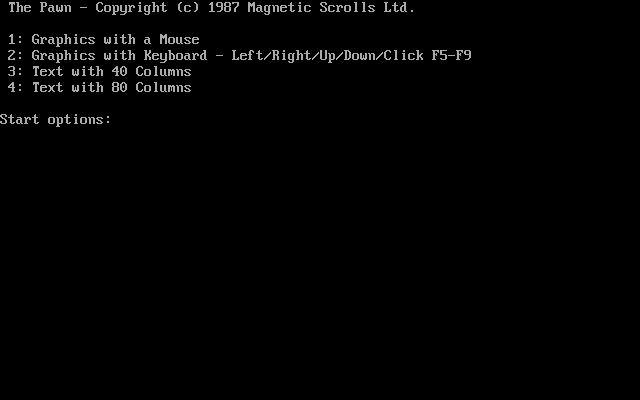 The Pawn - Copyright (c) 1987 Magnetic Scrolls Ltd.
1: Graphics with a Mouse
2: Graphics with Keyboard - Left/Right/Up/Down/Click F5-F9
3: Text with 40 Columns
4: Text with 80 Columns
Start options: